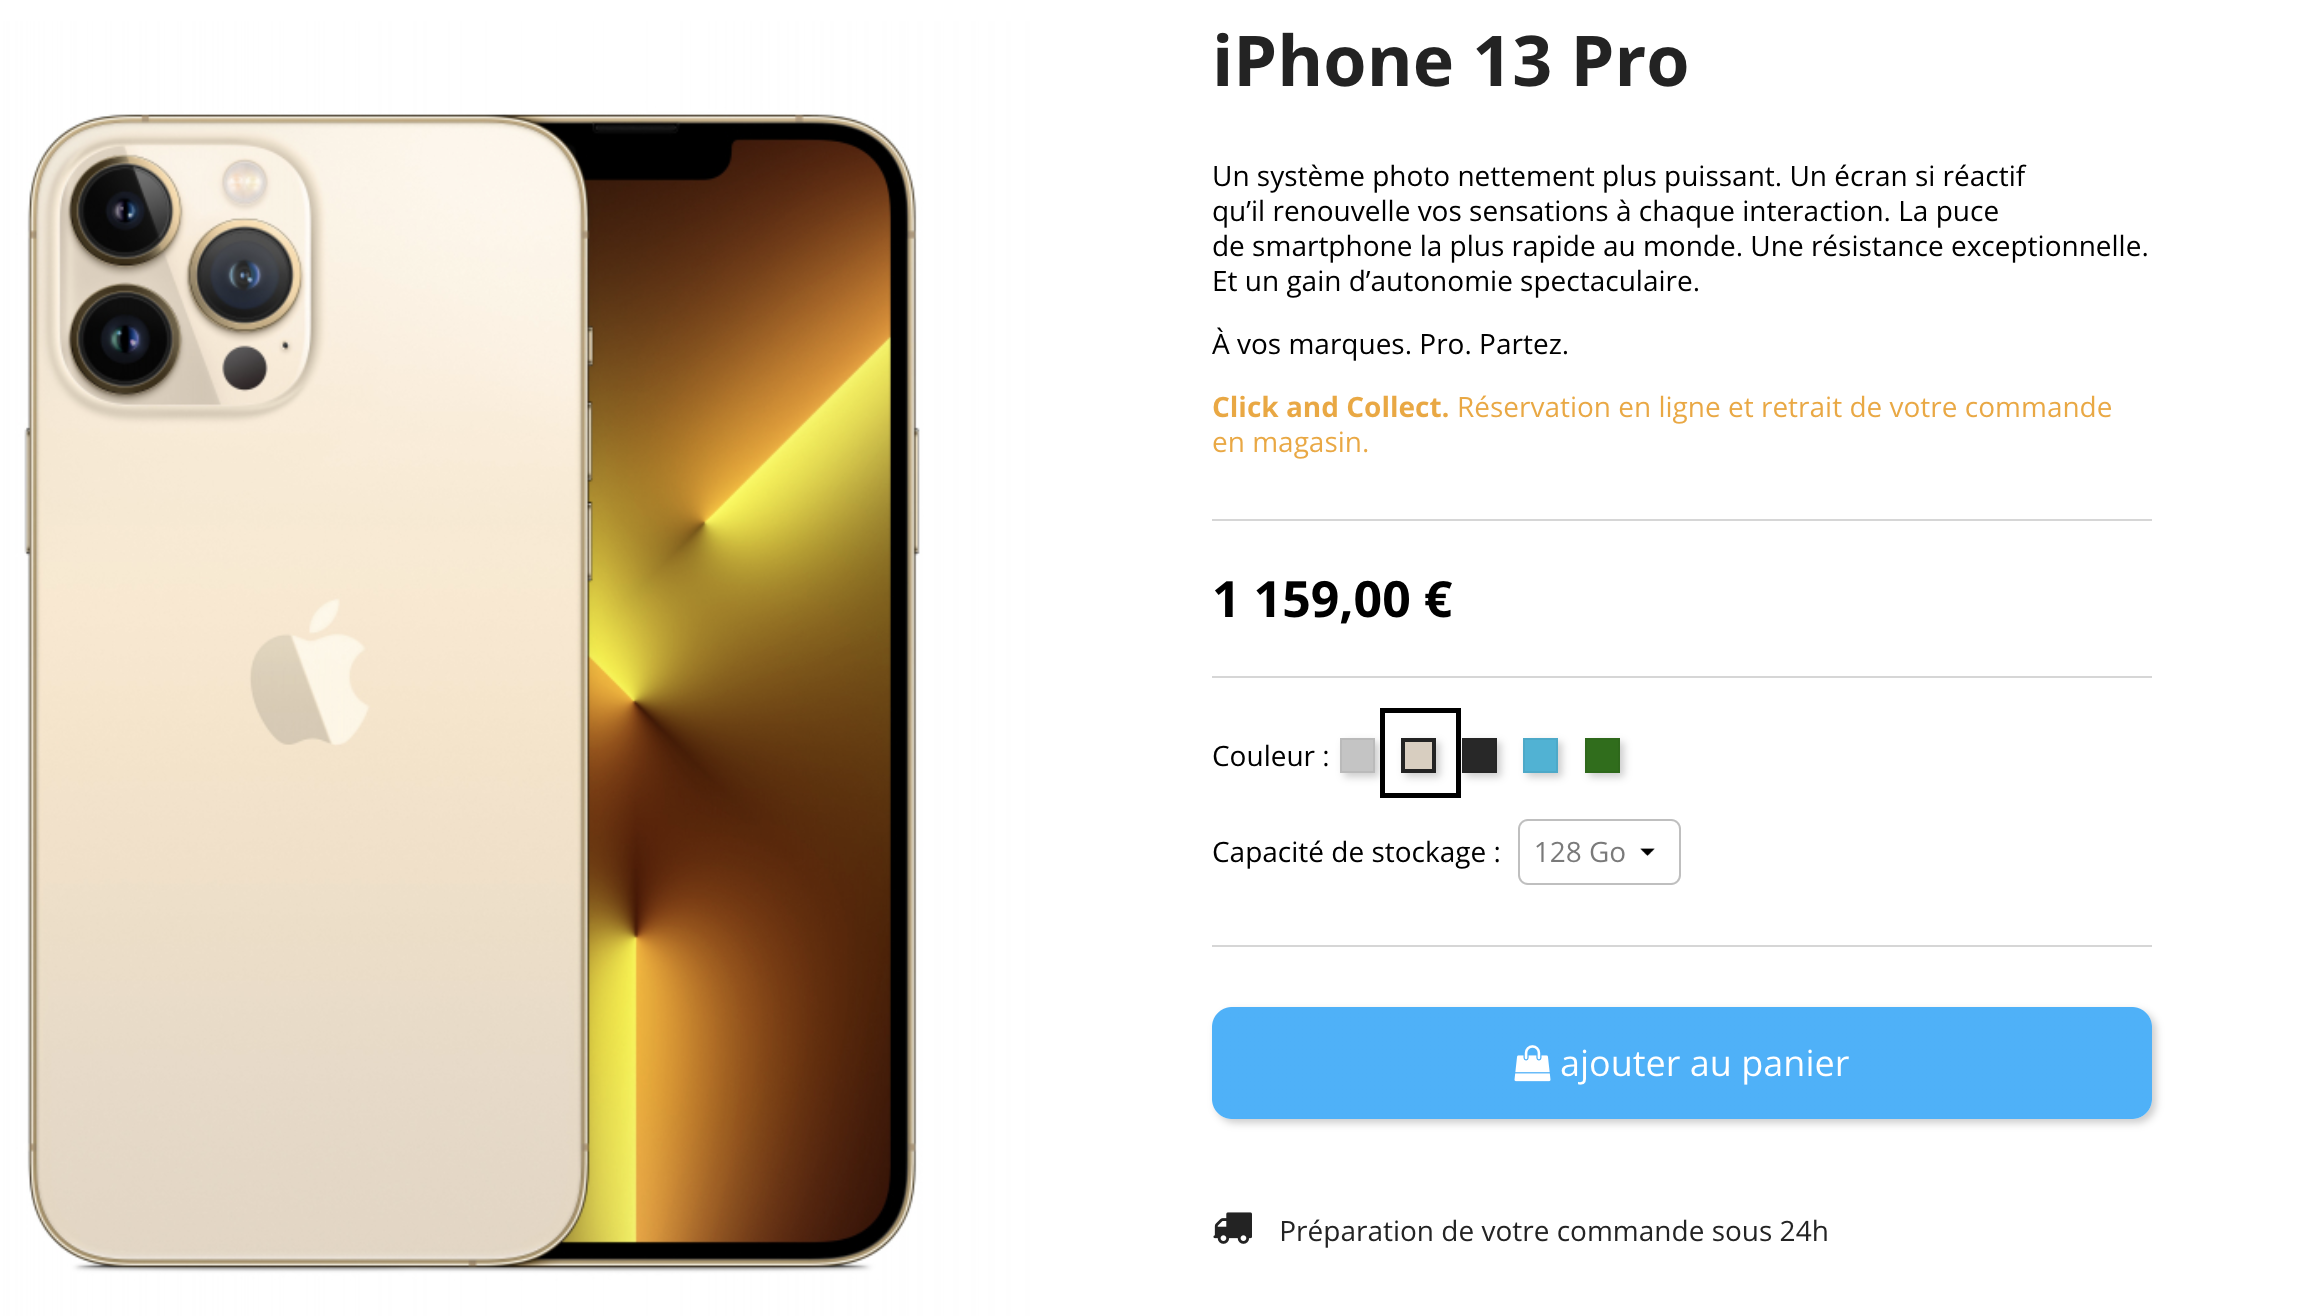 iPhone 13 Pro
Un système photo nettement plus puissant. Un écran si réactif
qu’il renouvelle vos sensations à chaque interaction. La puce
de smartphone la plus rapide au monde. Une résistance exceptionnelle.
Et un gain d’autonomie spectaculaire.
À vos marques. Pro. Partez.
Click and Collect. Réservation en ligne et retrait de votre commande
en magasin.
1 159,00 €
Couleur :
Capacité de stockage : 128 Go
ajouter au panier
Préparation de votre commande sous 24h